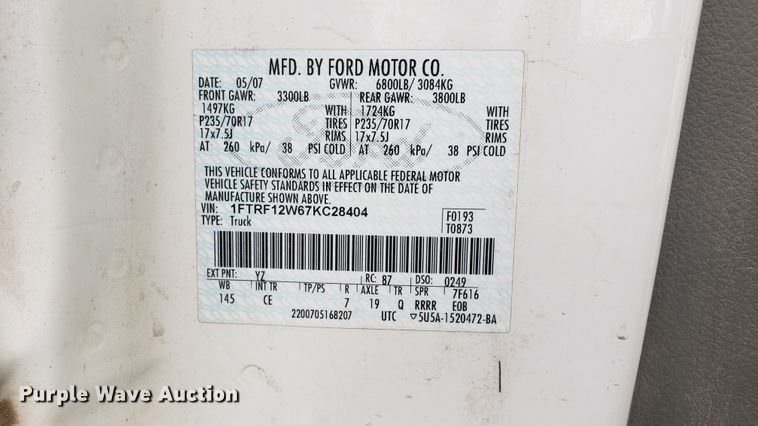 MFD. BY FORD MOTOR CO.
DATE: 05/07 GVWR: 6800LB/ 3084KG
FRONT GAWR: 3300LB REAR GAWR: 3800LB
1497KG WITH 1724KG WITH
P235/70R17 TIRES P235/70R17 TIRES
17x7.5J RIMS 17x7.5J RIMS
AT 260 kPa/ 38 PSI COLD AT 260 kPa/ 38 PSI COLD
Ford
THIS VEHICLE CONFORMS TO ALL APPLICABLE FEDERAL MOTOR
VEHICLE SAFETY STANDARDS IN EFFECT ON THE DATE OF
MANUFACTURE SHOWN ABOVE.
VIN: 1FTRF12W67KC28404 F0193
TYPE: Truck T0873
EXT PNT: YZ RC: 87 DSO: 0249
WB INT TR TP/PS R AXLE TR SPR 7F616
145 CE 7 19 Q RRRR E0B
2200705168207 UTC ▽5U5A-1520472-BA
Purple Wave Auction